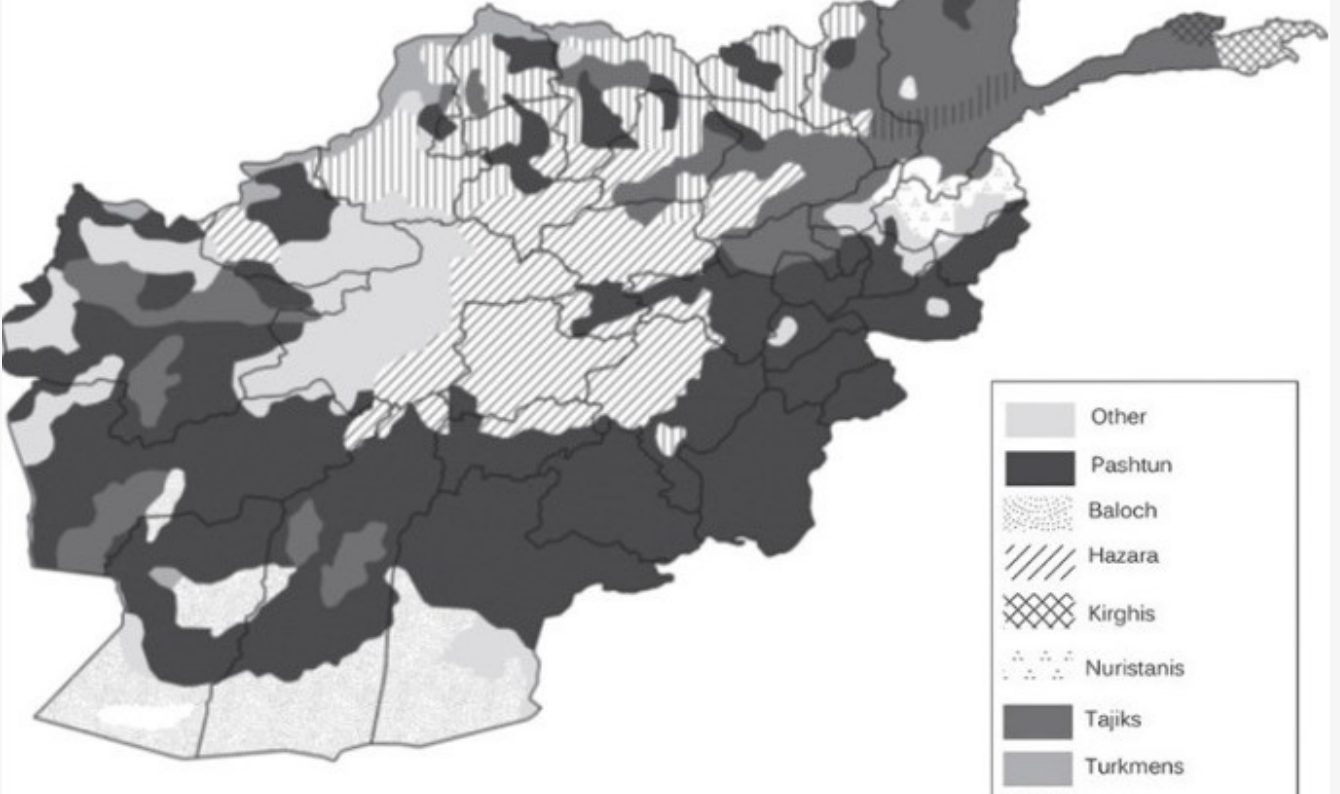 Other
Pashtun
Baloch
Hazara
Kirghis
Nuristanis
Tajiks
Turkmens